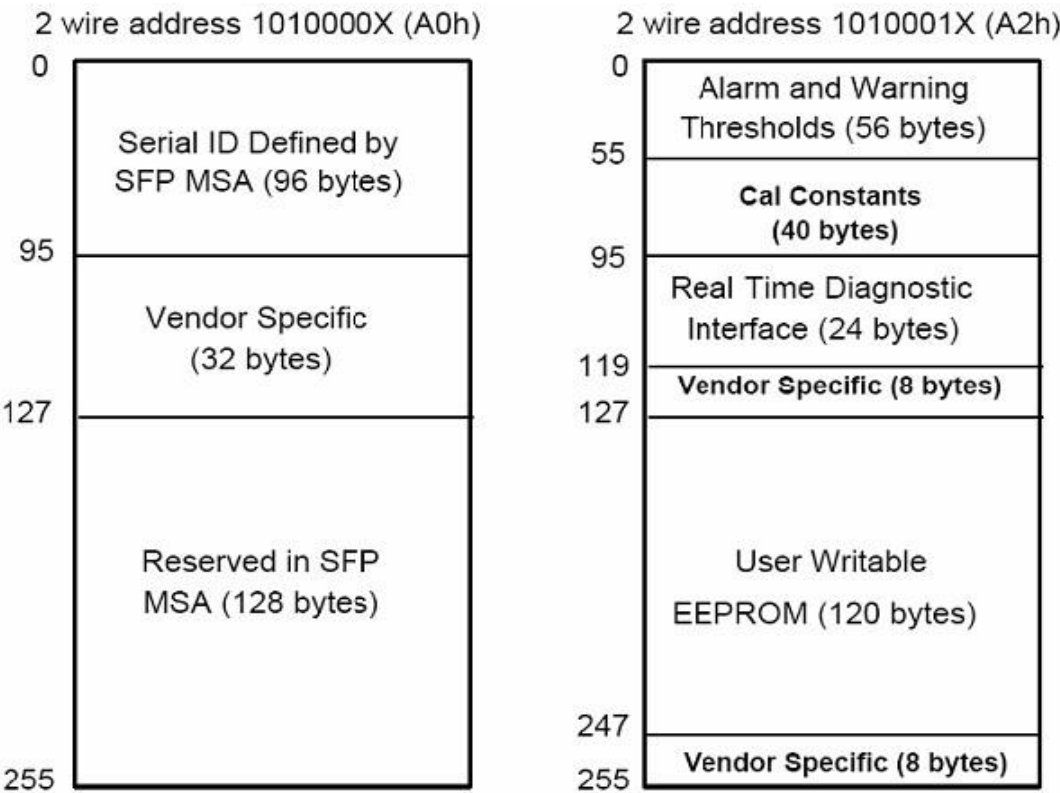 2 wire address 1010000X (A0h)
0
Serial ID Defined by
SFP MSA (96 bytes)
95
Vendor Specific
(32 bytes)
127
Reserved in SFP
MSA (128 bytes)
255
2 wire address 1010001X (A2h)
0
Alarm and Warning
Thresholds (56 bytes)
55
Cal Constants
(40 bytes)
95
Real Time Diagnostic
Interface (24 bytes)
119
Vendor Specific (8 bytes)
127
User Writable
EEPROM (120 bytes)
247
Vendor Specific (8 bytes)
255